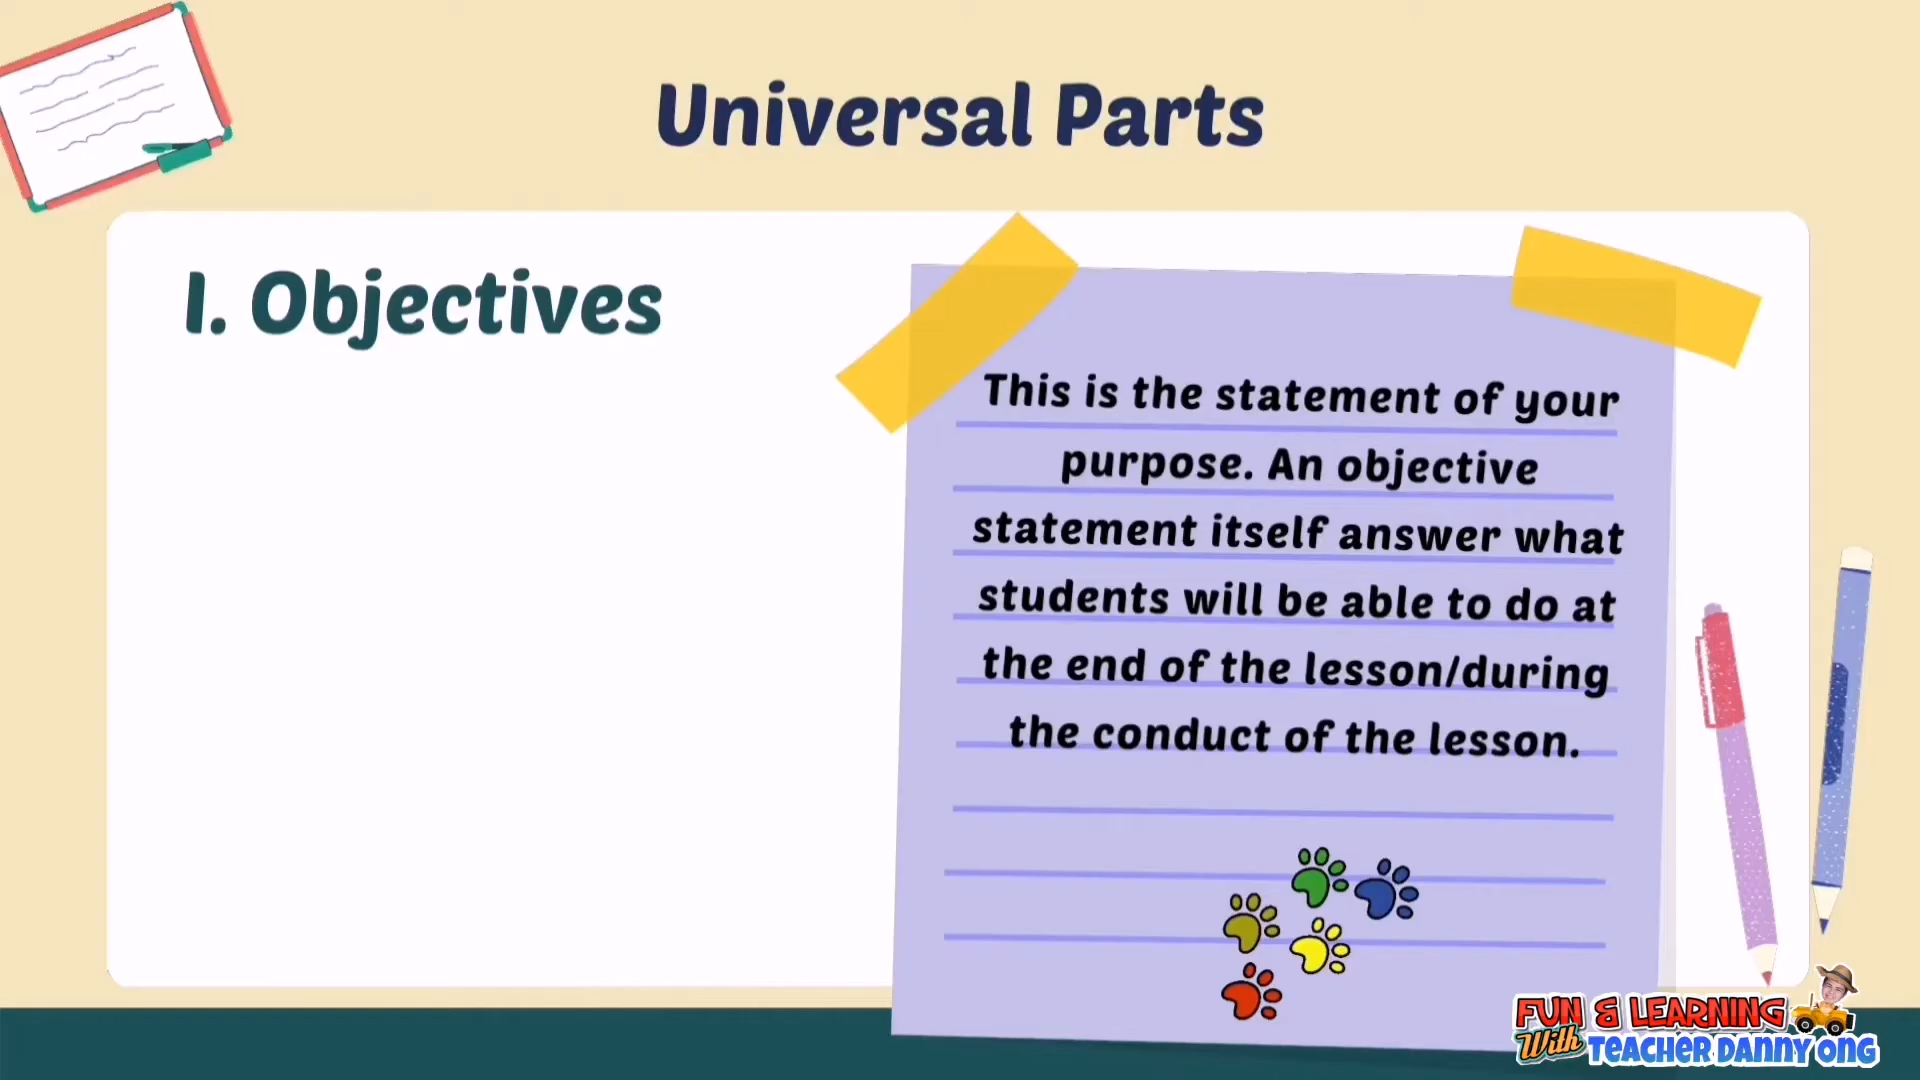 Universal Parts
I. Objectives
This is the statement of your
purpose. An objective
statement itself answer what
students will be able to do at
the end of the lesson/during
the conduct of the lesson.
FUN & LEARNING
With TEACHER DANNY ONG